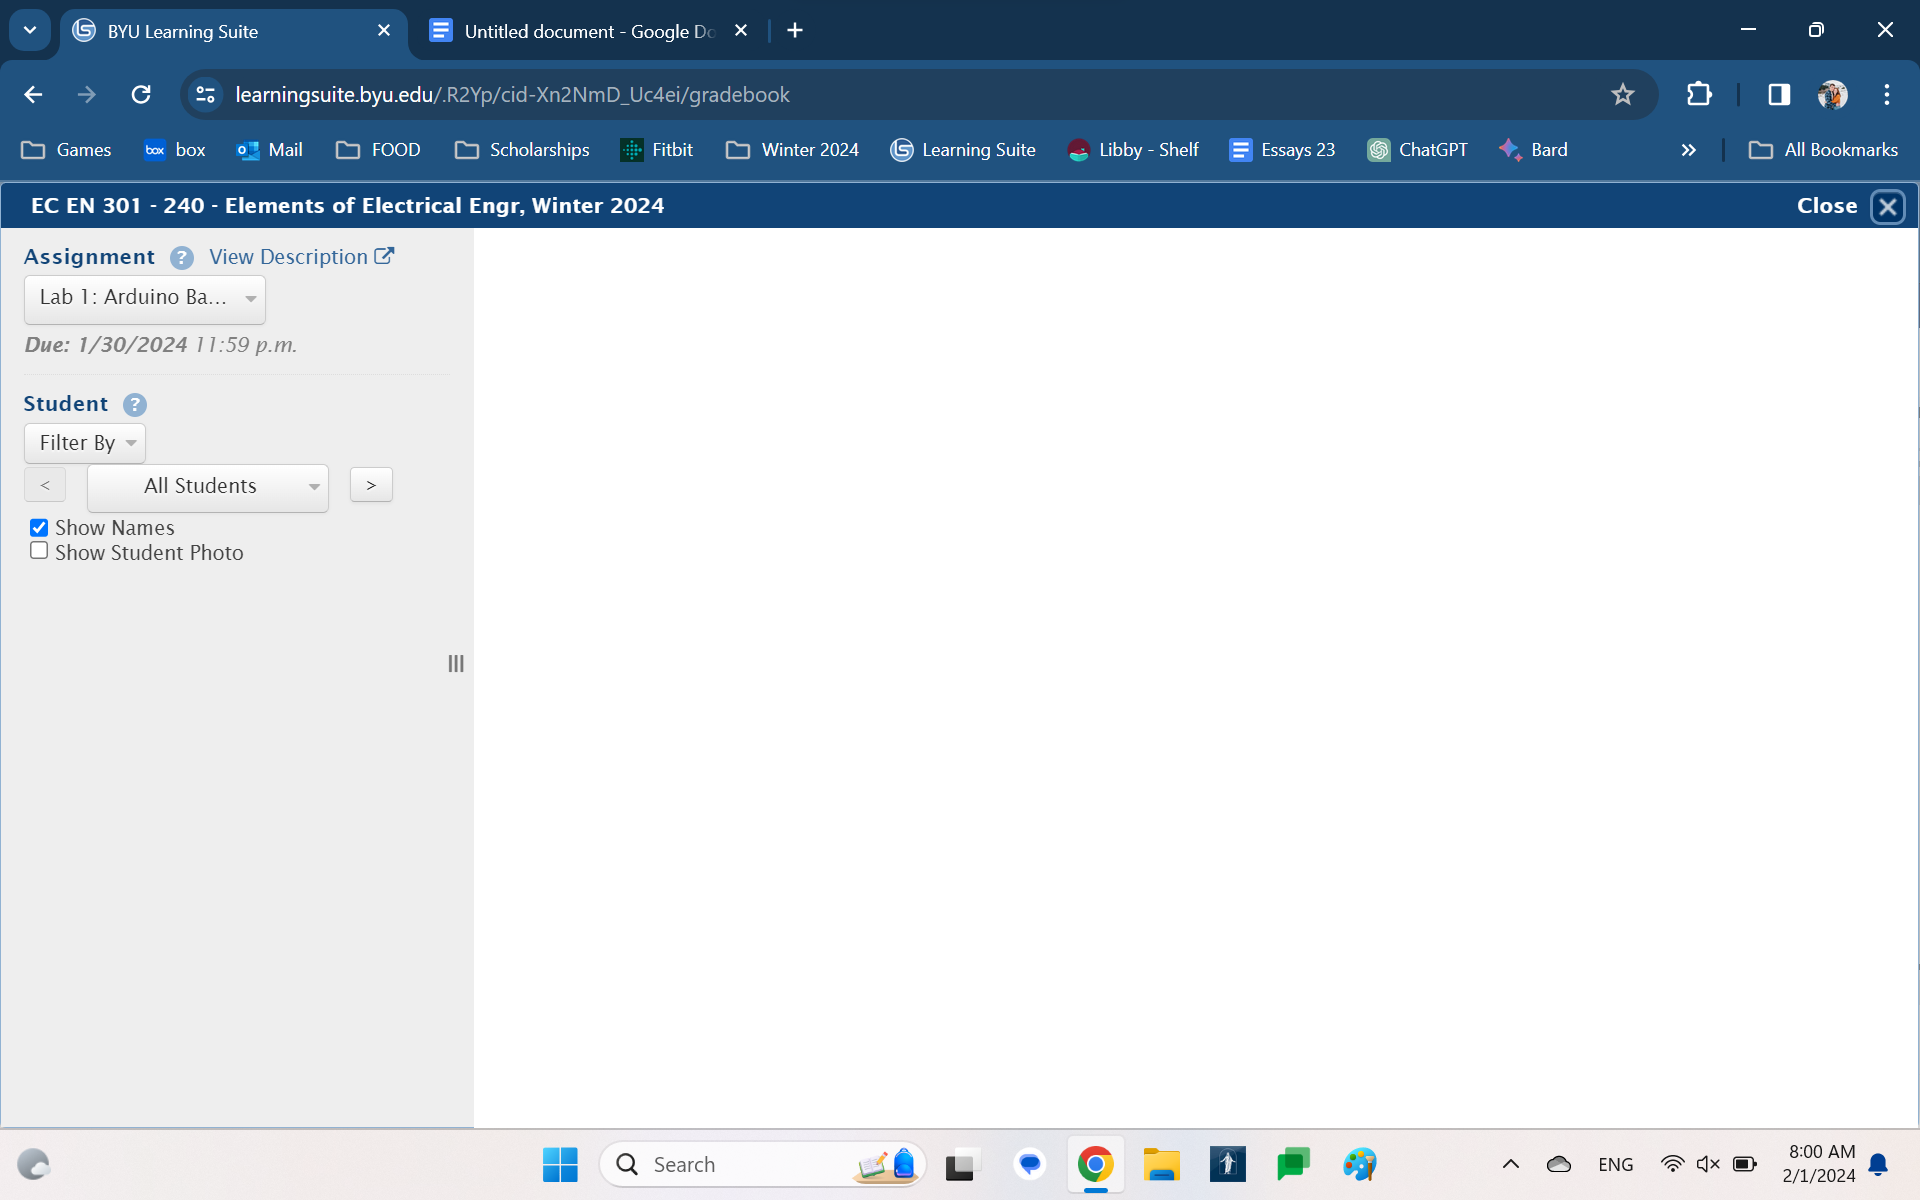 BYU Learning Suite
Untitled document - Google Do
learningsuite.byu.edu/.R2Yp/cid-Xn2NmD_Uc4ei/gradebook
Games
box box
Mail
FOOD
Scholarships
Fitbit
Winter 2024
Learning Suite
Libby - Shelf
Essays 23
ChatGPT
Bard
All Bookmarks
EC EN 301 - 240 - Elements of Electrical Engr, Winter 2024
Close
Assignment ? View Description
Lab 1: Arduino Ba...
Due: 1/30/2024 11:59 p.m.
Student ?
Filter By
< All Students >
Show Names
Show Student Photo
Search
ENG
8:00 AM
2/1/2024